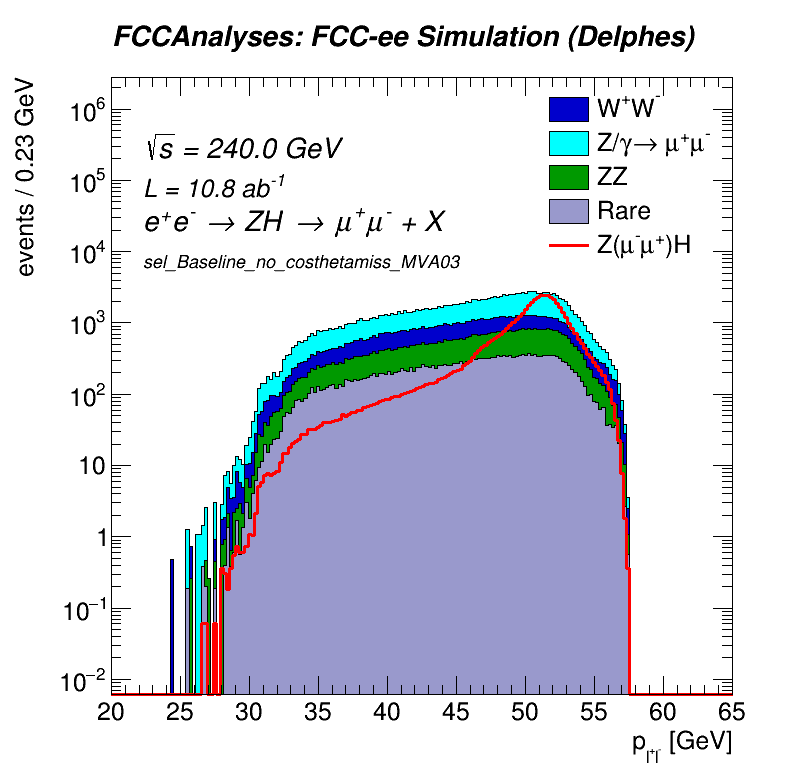 FCCAnalyses: FCC-ee Simulation (Delphes)
events / 0.23 GeV
√s = 240.0 GeV
L = 10.8 ab⁻¹
e⁺e⁻ → ZH → μ⁺μ⁻ + X
sel_Baseline_no_costhetamiss_MVA03
W⁺W⁻
Z/γ→ μ⁺μ⁻
ZZ
Rare
Z(μ⁻μ⁺)H
10⁶
10⁵
10⁴
10³
10²
10
1
10⁻¹
10⁻²
20 25 30 35 40 45 50 55 60 65
p_l⁺l⁻ [GeV]